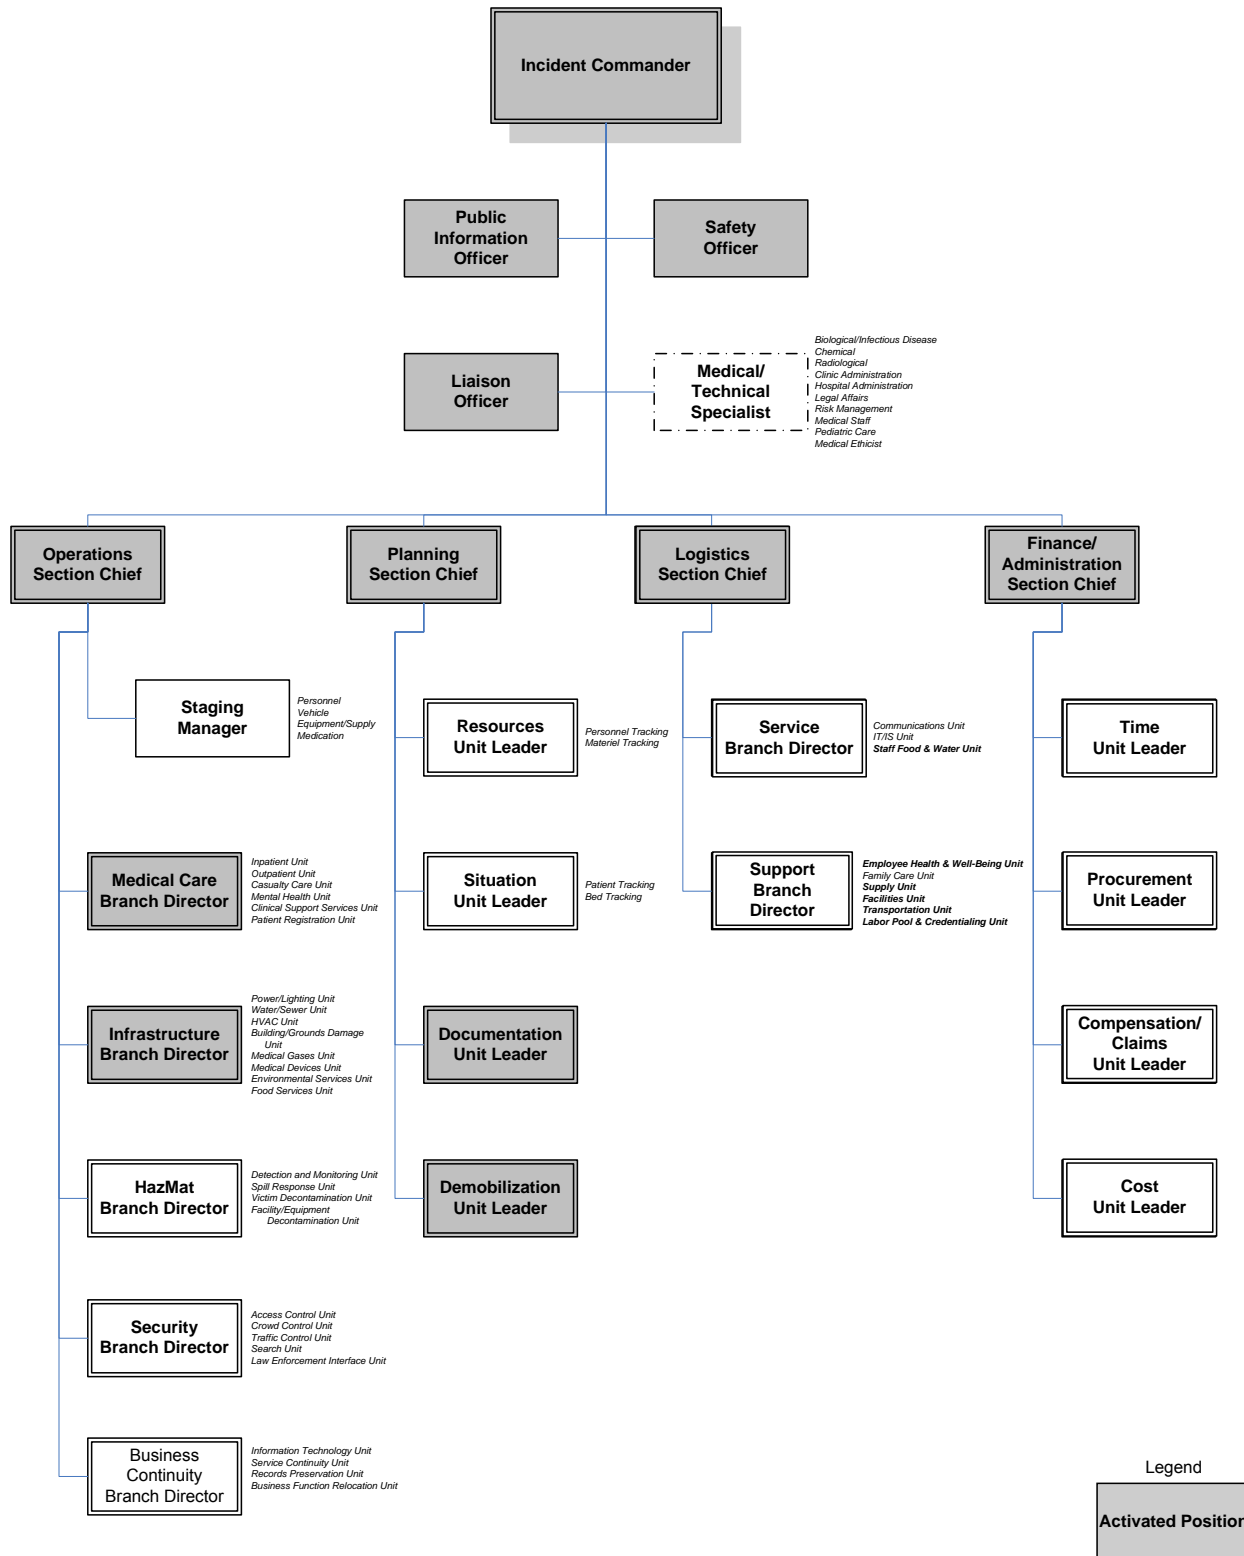 Incident Commander
Public
Information
Officer
Safety
Officer
Liaison
Officer
Medical/
Technical
Specialist
Biological/Infectious Disease
Chemical
Radiological
Clinic Administration
Hospital Administration
Legal Affairs
Risk Management
Medical Staff
Pediatric Care
Medical Ethicist
Operations
Section Chief
Planning
Section Chief
Logistics
Section Chief
Finance/
Administration
Section Chief
Staging
Manager
Personnel
Vehicle
Equipment/Supply
Medication
Resources
Unit Leader
Personnel Tracking
Materiel Tracking
Service
Branch Director
Communications Unit
IT/IS Unit
Staff Food & Water Unit
Time
Unit Leader
Medical Care
Branch Director
Inpatient Unit
Outpatient Unit
Casualty Care Unit
Mental Health Unit
Clinical Support Services Unit
Patient Registration Unit
Situation
Unit Leader
Patient Tracking
Bed Tracking
Support
Branch
Director
Employee Health & Well-Being Unit
Family Care Unit
Supply Unit
Facilities Unit
Transportation Unit
Labor Pool & Credentialing Unit
Procurement
Unit Leader
Infrastructure
Branch Director
Power/Lighting Unit
Water/Sewer Unit
HVAC Unit
Building/Grounds Damage
Unit
Medical Gases Unit
Medical Devices Unit
Environmental Services Unit
Food Services Unit
Documentation
Unit Leader
Compensation/
Claims
Unit Leader
HazMat
Branch Director
Detection and Monitoring Unit
Spill Response Unit
Victim Decontamination Unit
Facility/Equipment
Decontamination Unit
Demobilization
Unit Leader
Cost
Unit Leader
Security
Branch Director
Access Control Unit
Crowd Control Unit
Traffic Control Unit
Search Unit
Law Enforcement Interface Unit
Business
Continuity
Branch Director
Information Technology Unit
Service Continuity Unit
Records Preservation Unit
Business Function Relocation Unit
Legend
Activated Position